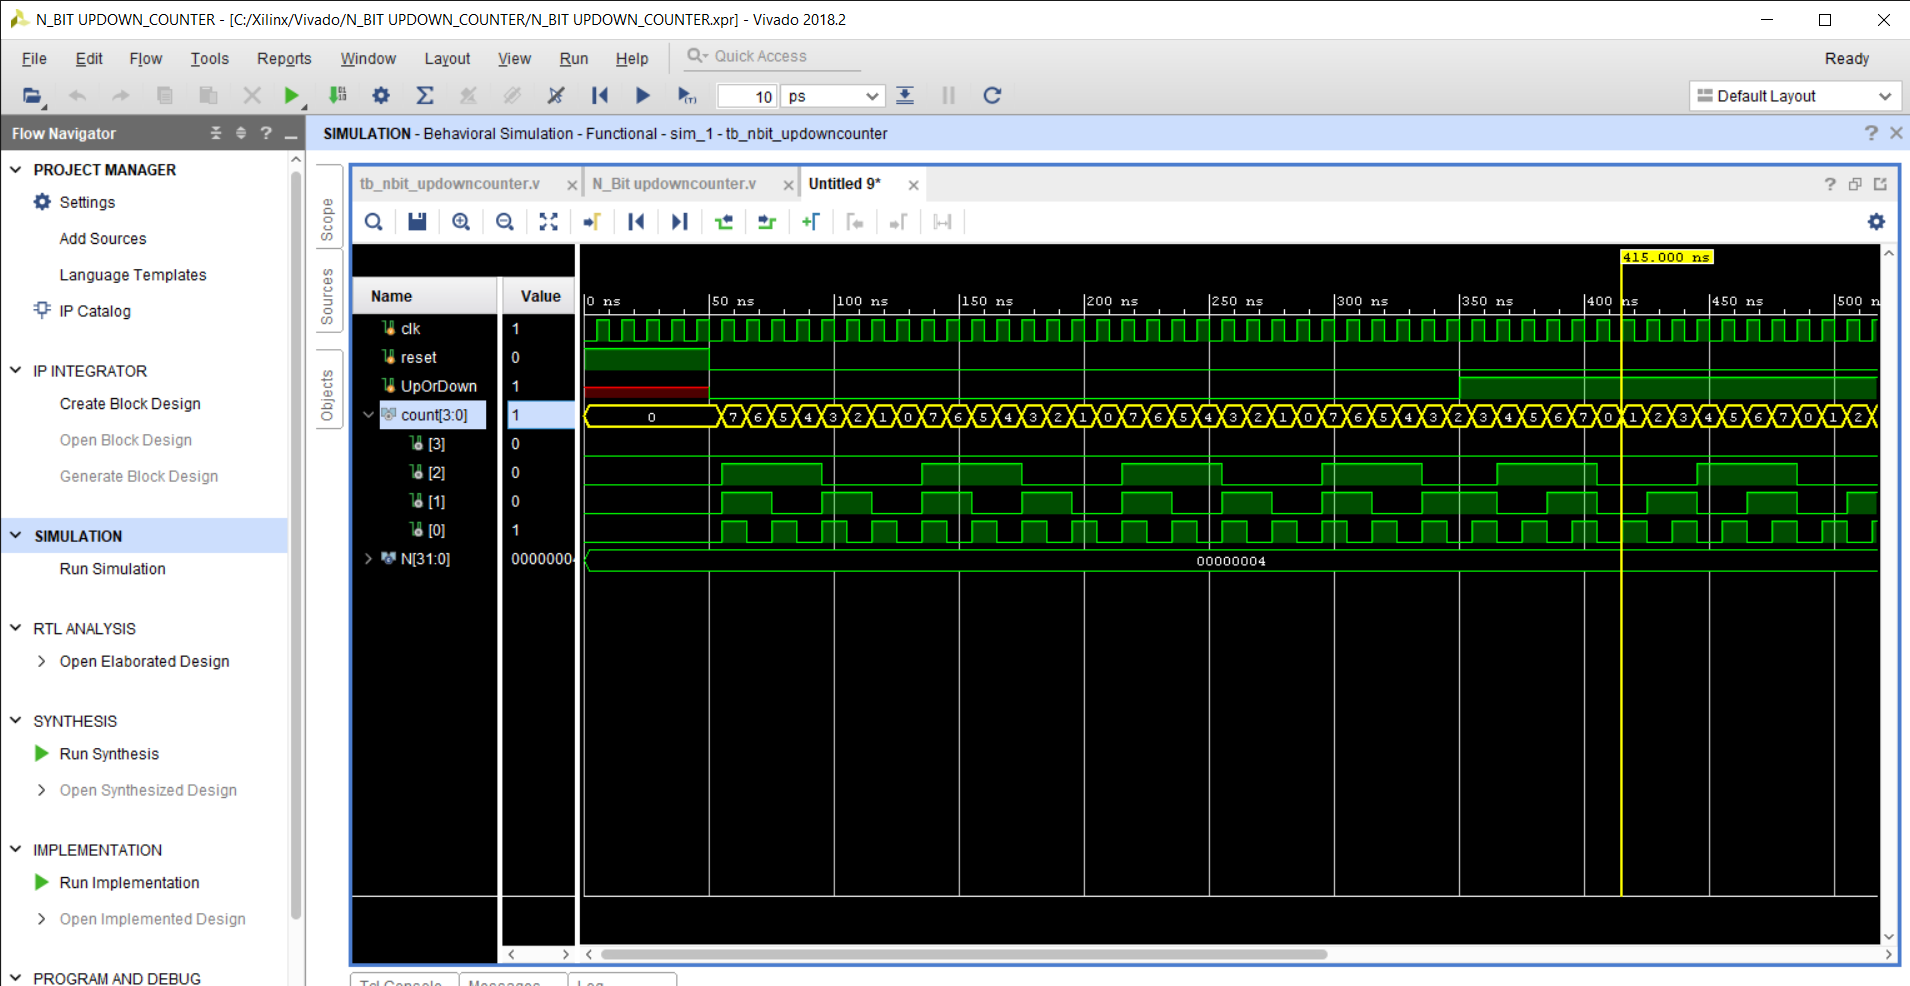 N_BIT UPDOWN_COUNTER - [C:/Xilinx/Vivado/N_BIT UPDOWN_COUNTER/N_BIT UPDOWN_COUNTER.xpr] - Vivado 2018.2
File Edit Flow Tools Reports Window Layout View Run Help Quick Access Ready
10 ps Default Layout
Flow Navigator
SIMULATION - Behavioral Simulation - Functional - sim_1 - tb_nbit_updowncounter
PROJECT MANAGER
Settings
Add Sources
Language Templates
IP Catalog
IP INTEGRATOR
Create Block Design
Open Block Design
Generate Block Design
SIMULATION
Run Simulation
RTL ANALYSIS
Open Elaborated Design
SYNTHESIS
Run Synthesis
Open Synthesized Design
IMPLEMENTATION
Run Implementation
Open Implemented Design
PROGRAM AND DEBUG
Scope
Sources
Objects
tb_nbit_updowncounter.v N_Bit updowncounter.v Untitled 9*
415.000 ns
Name Value 0 ns 50 ns 100 ns 150 ns 200 ns 250 ns 300 ns 350 ns 400 ns 450 ns 500 n
clk 1
reset 0
UpOrDown 1
count[3:0] 1 0 7 6 5 4 3 2 1 0 7 6 5 4 3 2 1 0 7 6 5 4 3 2 1 0 7 6 5 4 3 2 3 4 5 6 7 0 1 2 3 4 5 6 7 0 1 2
[3] 0
[2] 0
[1] 0
[0] 1
N[31:0] 00000004 00000004
Tcl Console Messages Log